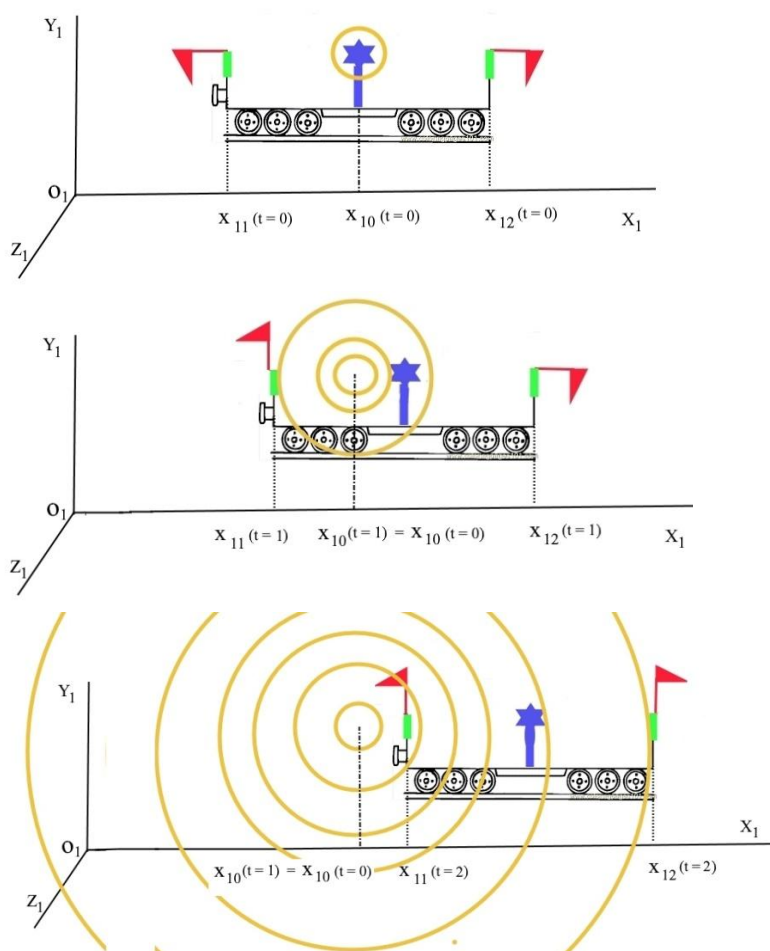 Y₁
O₁
Z₁
X₁₁(t=0) X₁₀(t=0) X₁₂(t=0) X₁
Y₁
O₁
Z₁
X₁₁(t=1) X₁₀(t=1) = X₁₀(t=0) X₁₂(t=1) X₁
Y₁
X₁
O₁
X₁₀(t=1) = X₁₀(t=0) X₁₁(t=2) X₁₂(t=2)
Z₁